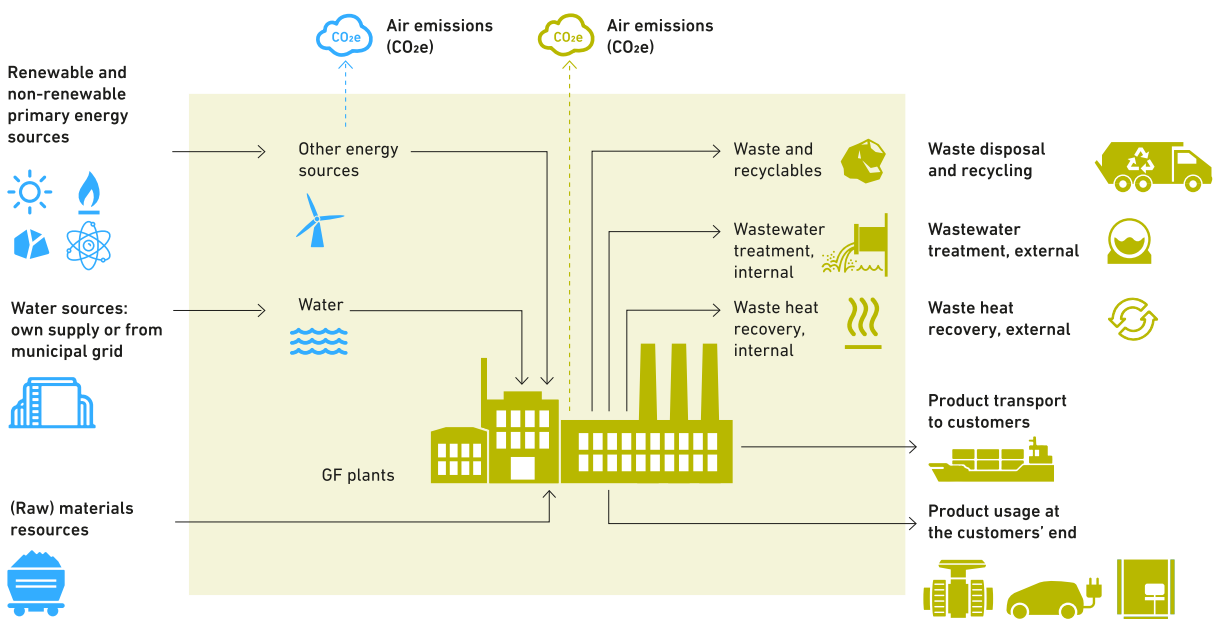 Air emissions
(CO₂e)
CO₂e
Air emissions
(CO₂e)
CO₂e
Renewable and
non-renewable
primary energy
sources
Other energy
sources
Waste and
recyclables
Waste disposal
and recycling
Wastewater
treatment,
internal
Wastewater
treatment, external
Water sources:
own supply or from
municipal grid
Water
Waste heat
recovery,
internal
Waste heat
recovery, external
Product transport
to customers
GF plants
(Raw) materials
resources
Product usage at
the customers’ end